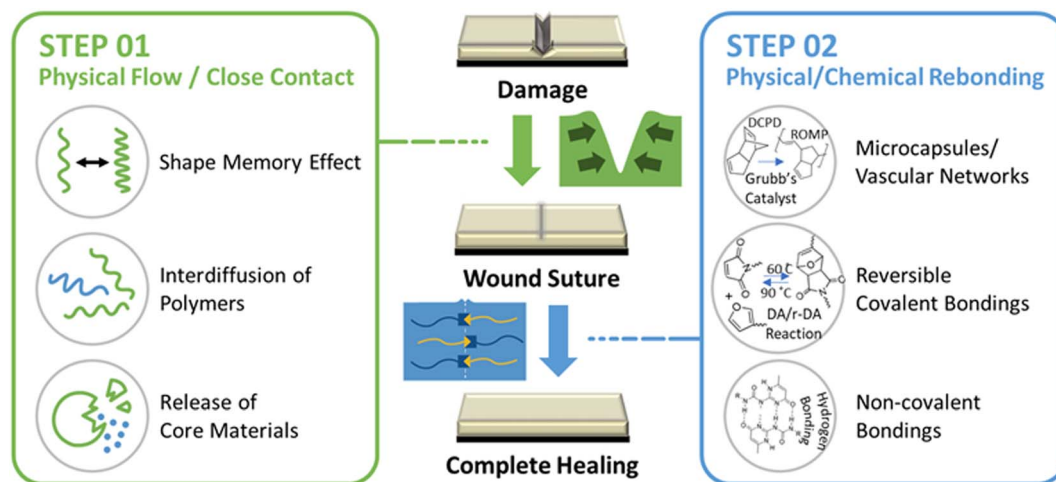 STEP 01
Physical Flow / Close Contact
Shape Memory Effect
Interdiffusion of
Polymers
Release of
Core Materials
Damage
Wound Suture
Complete Healing
STEP 02
Physical/Chemical Rebonding
DCPD
ROMP
Grubb's
Catalyst
Microcapsules/
Vascular Networks
60℃
90 ℃
DA/r-DA
Reaction
Reversible
Covalent Bondings
Hydrogen
Bonding
Non-covalent
Bondings